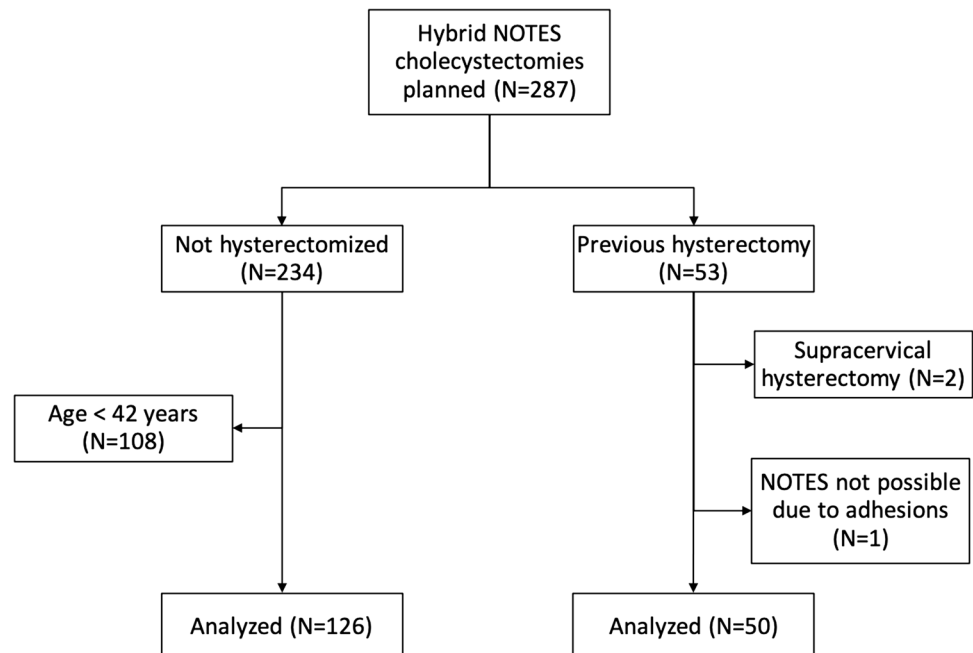 Hybrid NOTES
cholecystectomies
planned (N=287)
Not hysterectomized
(N=234)
Previous hysterectomy
(N=53)
Supracervical
hysterectomy (N=2)
Age < 42 years
(N=108)
NOTES not possible
due to adhesions
(N=1)
Analyzed (N=126)
Analyzed (N=50)